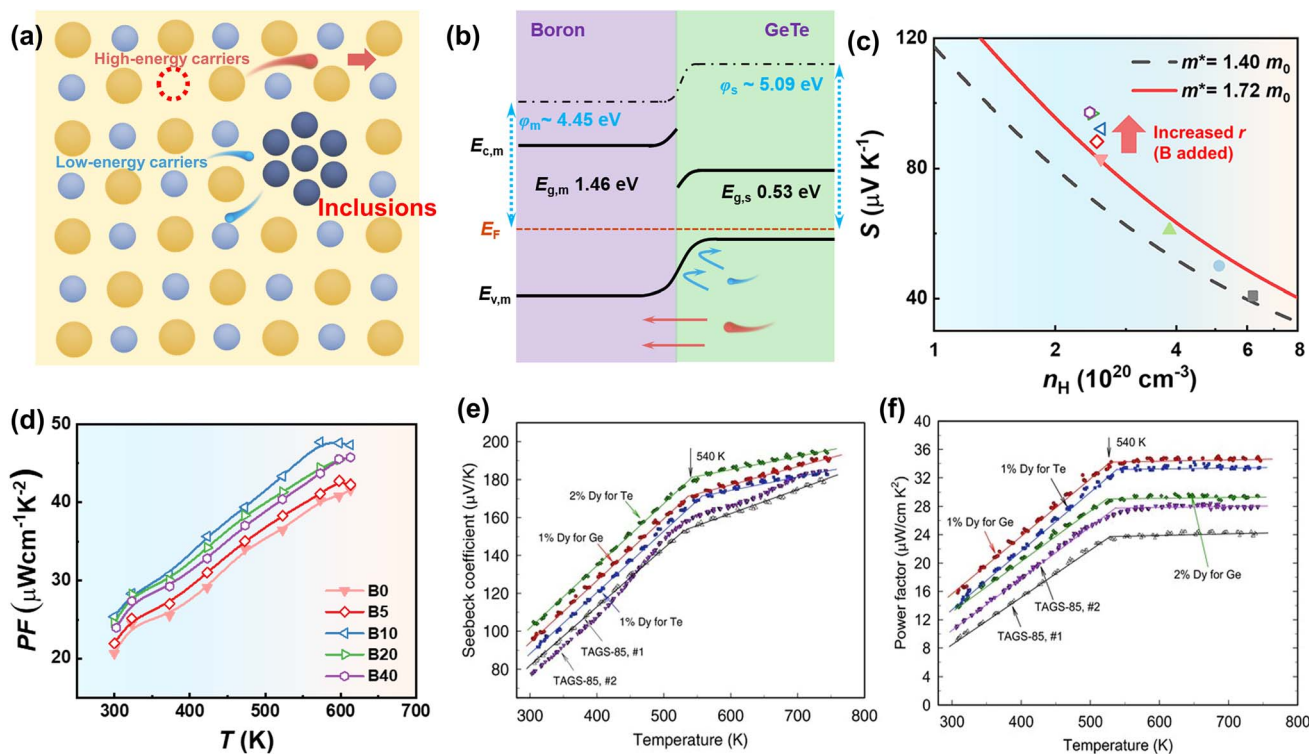 (a)
High-energy carriers
Low-energy carriers
Inclusions
(b)
Boron
GeTe
φm~ 4.45 eV
φs ~ 5.09 eV
Ec,m
Eg,m 1.46 eV
Eg,s 0.53 eV
EF
Ev,m
(c)
120
80
40
S (μV K-1)
m*= 1.40 m0
m*= 1.72 m0
Increased r
(B added)
1
2
4
6
8
nH (10^20 cm-3)
(d)
50
40
30
20
PF (μWcm-1K-2)
B0
B5
B10
B20
B40
300
400
500
600
700
T (K)
(e)
200
180
160
140
120
100
80
Seebeck coefficient (μV/K)
540 K
2% Dy for Te
1% Dy for Ge
1% Dy for Te
TAGS-85, #1
TAGS-85, #2
300
400
500
600
700
800
Temperature (K)
(f)
40
36
32
28
24
20
16
12
8
4
0
Power factor (μW/cm K2)
540 K
1% Dy for Te
1% Dy for Ge
2% Dy for Ge
TAGS-85, #2
TAGS-85, #1
300
400
500
600
700
800
Temperature (K)